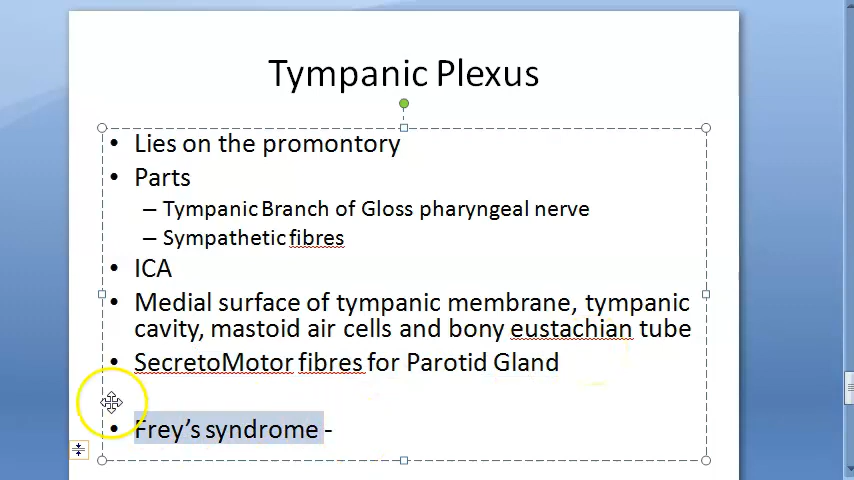 Tympanic Plexus
• Lies on the promontory
• Parts
– Tympanic Branch of Gloss pharyngeal nerve
– Sympathetic fibres
• ICA
• Medial surface of tympanic membrane, tympanic
cavity, mastoid air cells and bony eustachian tube
• SecretoMotor fibres for Parotid Gland
• Frey's syndrome -